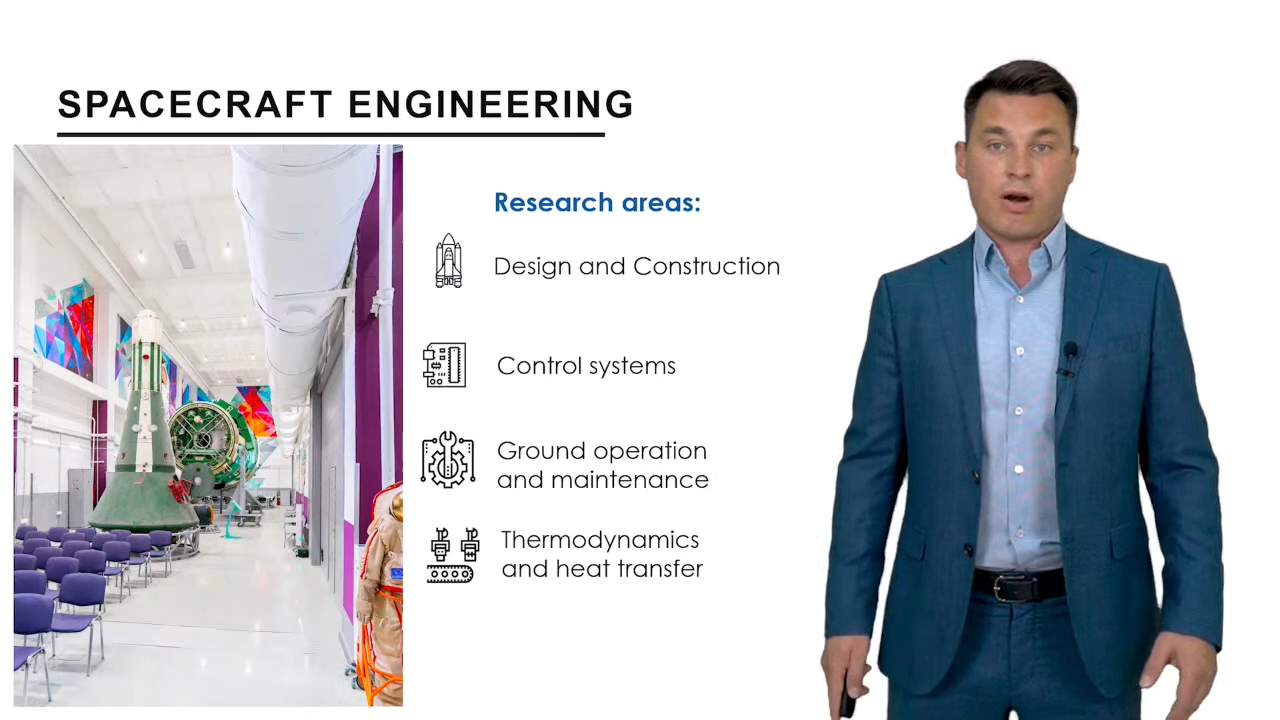 SPACECRAFT ENGINEERING
Research areas:
Design and Construction
Control systems
Ground operation
and maintenance
Thermodynamics
and heat transfer